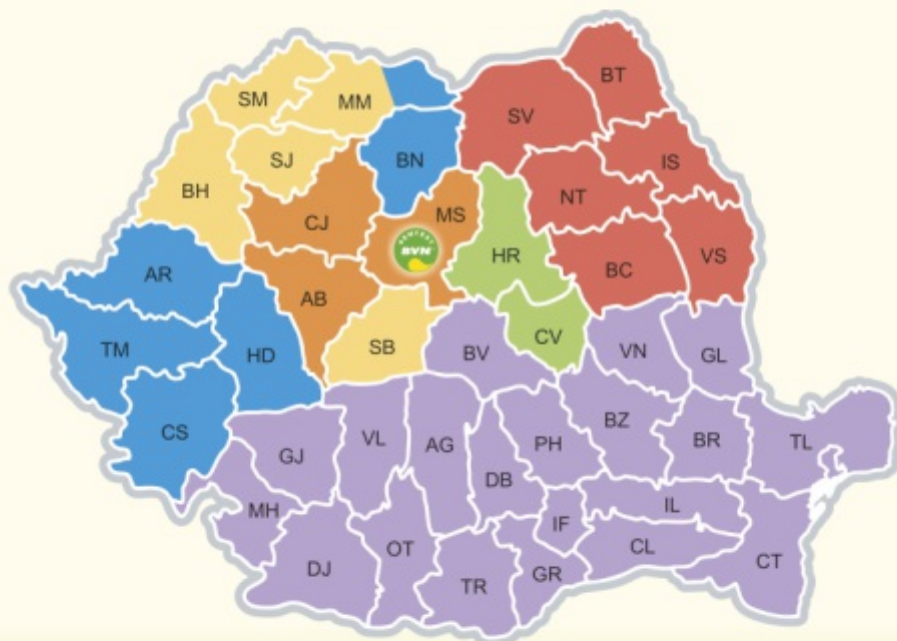 BT
SM
MM
SV
SJ
BN
IS
BH
NT
MS
CJ
RVM
HR
BC
VS
AR
AB
CV
TM
HD
SB
BV
VN
GL
CS
VL
AG
PH
BZ
BR
TL
GJ
DB
MH
IL
IF
OT
CL
CT
DJ
TR
GR